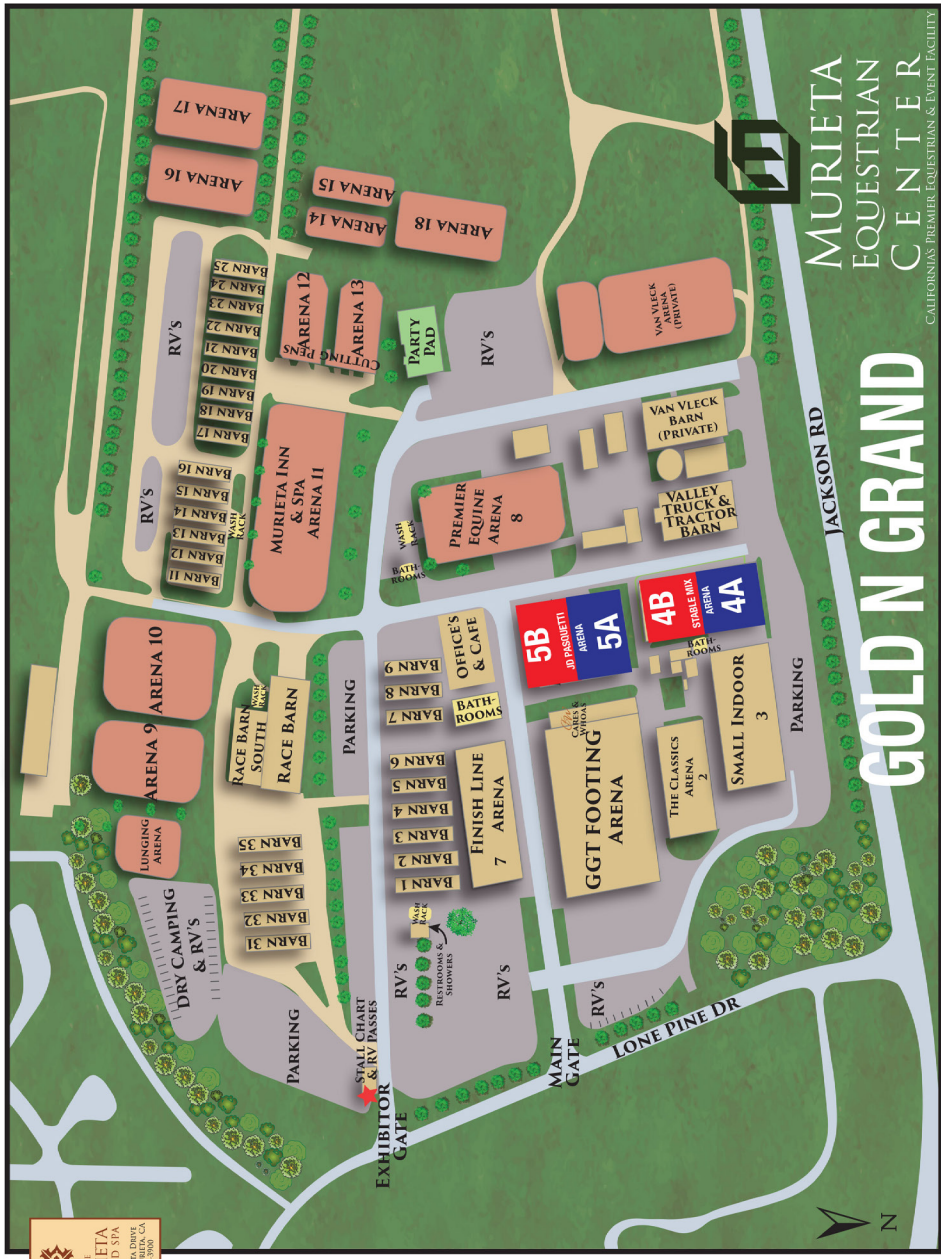 ETA
D SPA
TA DRIVE
RIETA, CA
-3900
DRY CAMPING
& RV'S
LUNGING
ARENA
ARENA 9
ARENA 10
RV'S
RV'S
ARENA 16
ARENA 17
BARN 11
BARN 12
BARN 13
BARN 14
BARN 15
BARN 16
WASH
RACK
BARN 17
BARN 18
BARN 19
BARN 20
BARN 21
BARN 22
BARN 23
BARN 24
BARN 25
PARKING
BARN 31
BARN 32
BARN 33
BARN 34
BARN 35
RACE BARN
SOUTH
WASH
RACK
RACE BARN
MURIETA INN
& SPA
ARENA 11
ARENA 12
ARENA 13
CUTTING PENS
ARENA 14
ARENA 15
ARENA 18
STALL CHART
& RV PASSES
EXHIBITOR
GATE
PARKING
PARTY
PAD
RV'S
RV'S
WASH
RACK
RESTROOMS &
SHOWERS
BARN 1
BARN 2
BARN 3
BARN 4
BARN 5
BARN 6
BARN 7
BARN 8
BARN 9
FINISH LINE
ARENA
7
BATH-
ROOMS
OFFICE'S
& CAFE
BATH-
ROOMS
WASH
RACK
PREMIER
EQUINE
ARENA
8
RV'S
MAIN
GATE
RV'S
LONE PINE DR
GGT FOOTING
ARENA
CARES &
WHOAS
5B
JD PASQUETTI
ARENA
5A
THE CLASSICS
ARENA
2
SMALL INDOOR
3
BATH-
ROOMS
4B
STABLE MIX
ARENA
4A
VALLEY
TRUCK &
TRACTOR
BARN
VAN VLECK
BARN
(PRIVATE)
VAN VLECK
ARENA
(PRIVATE)
PARKING
JACKSON RD
N
GOLD N GRAND
MURIETA
EQUESTRIAN
CENTER
CALIFORNIA'S PREMIER EQUESTRIAN & EVENT FACILITY